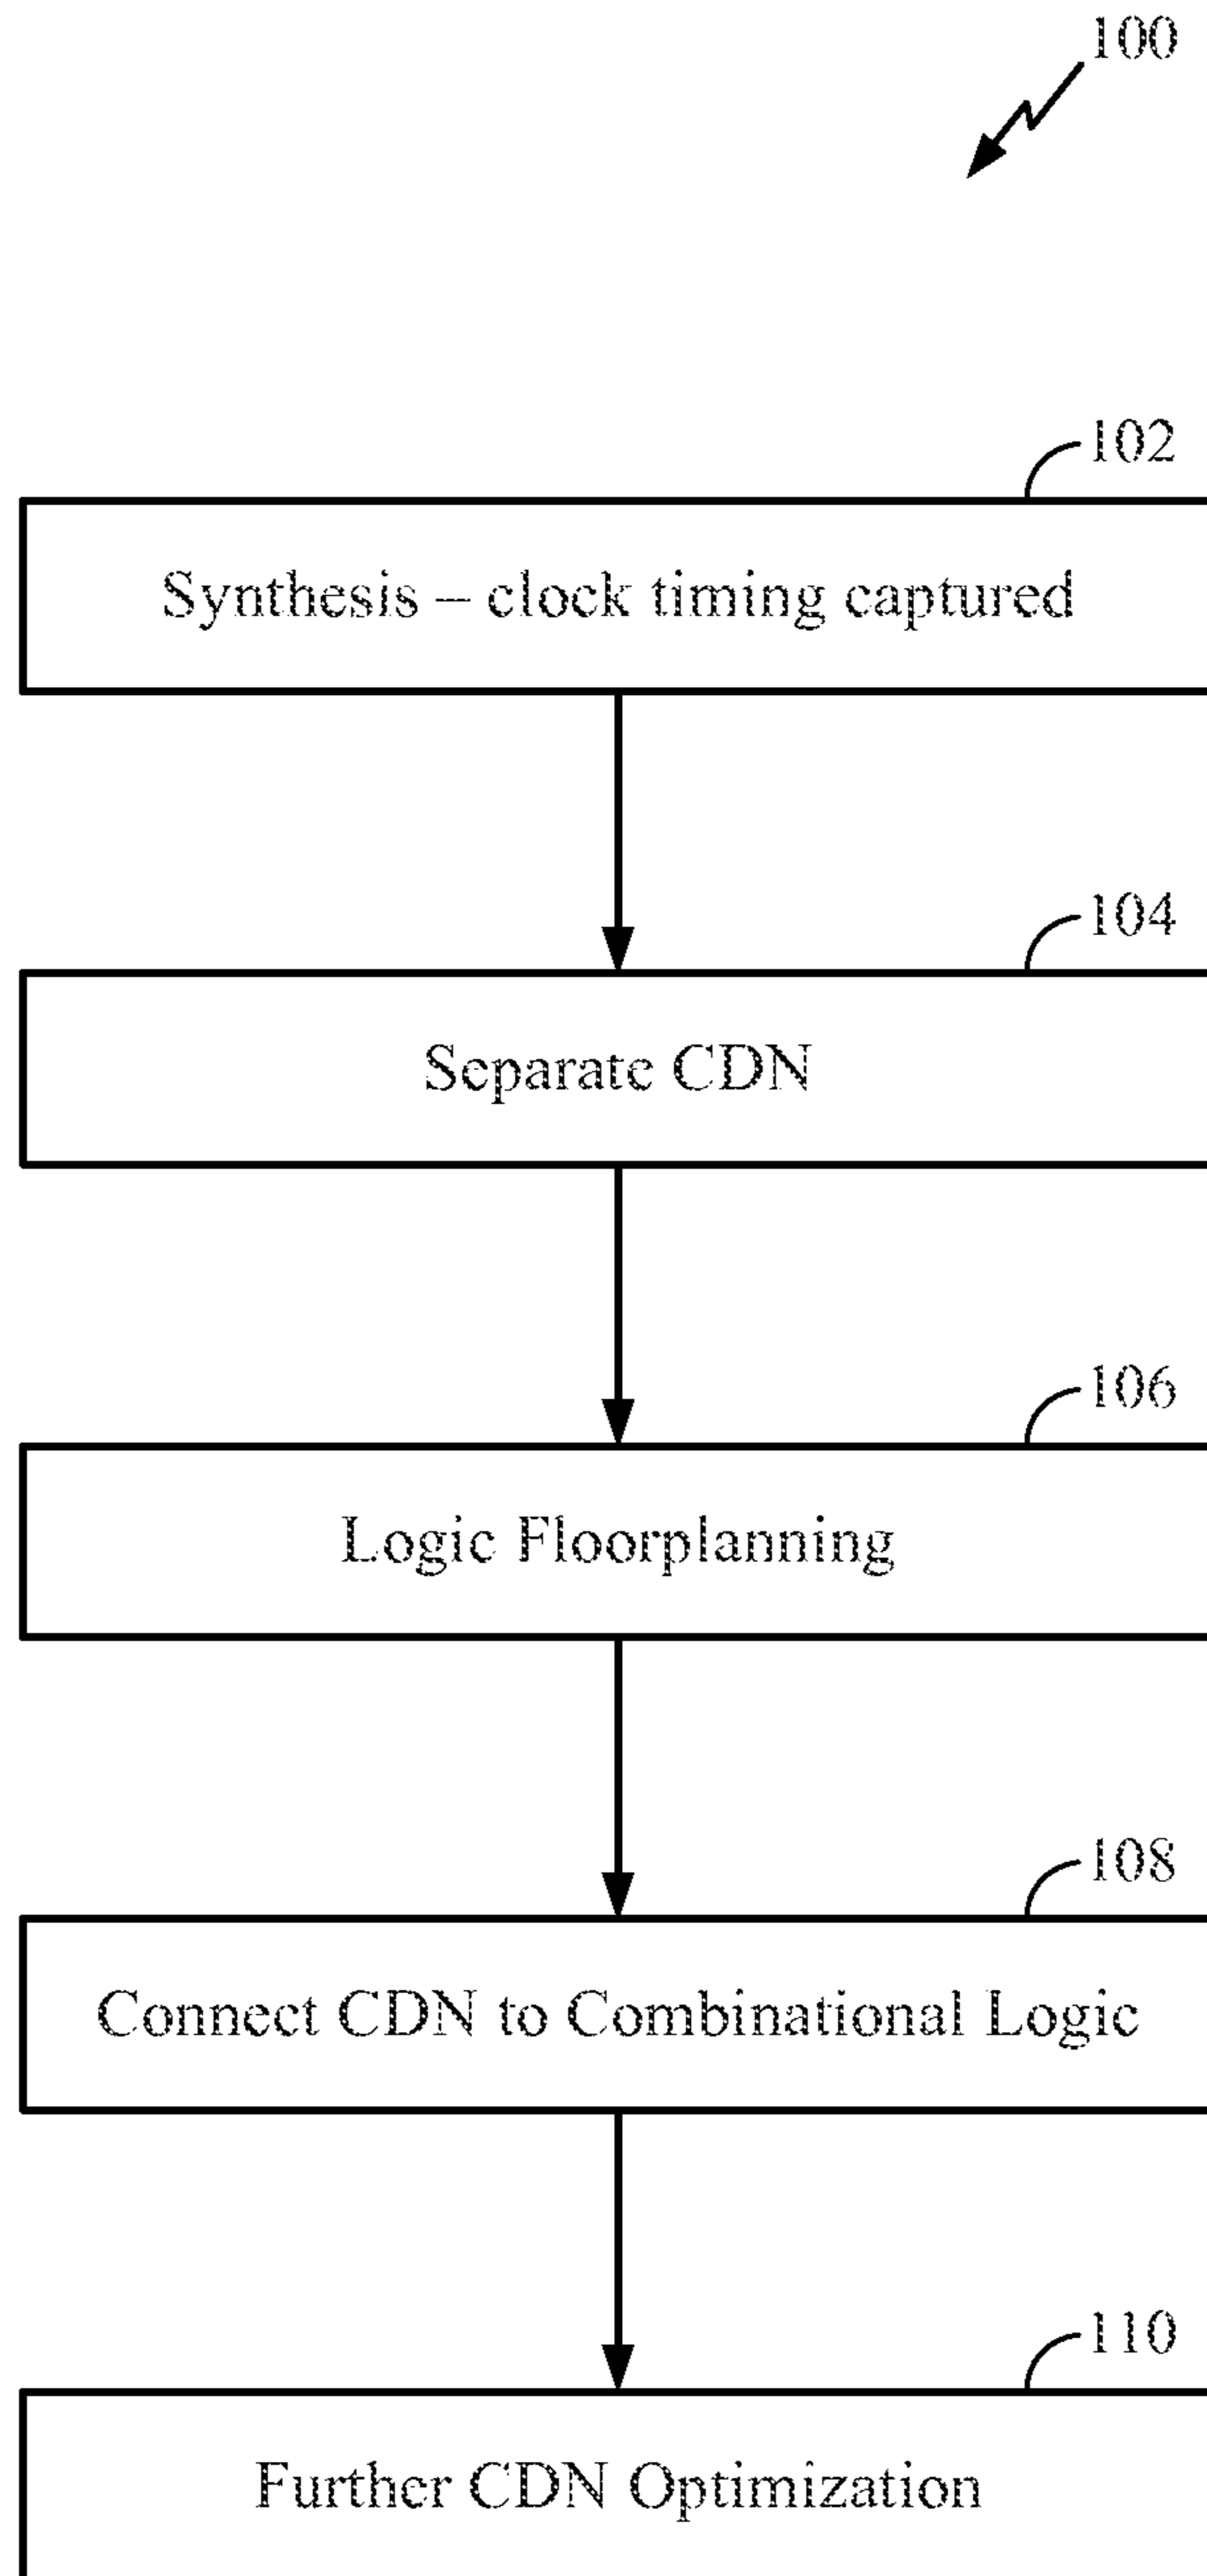 100
102
Synthesis – clock timing captured
104
Separate CDN
106
Logic Floorplanning
108
Connect CDN to Combinational Logic
110
Further CDN Optimization